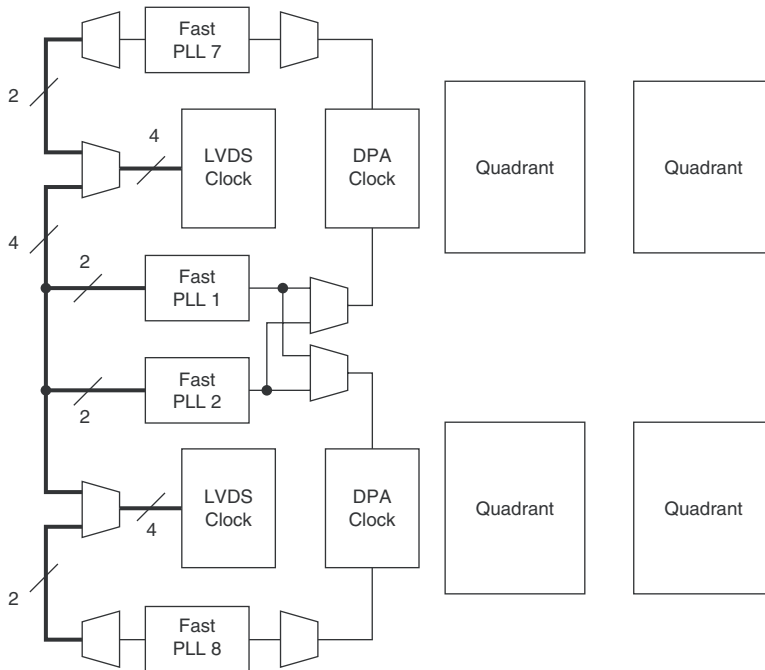 Fast
PLL 7
2
4
LVDS
Clock
DPA
Clock
Quadrant
Quadrant
4
2
Fast
PLL 1
Fast
PLL 2
2
LVDS
Clock
4
DPA
Clock
Quadrant
Quadrant
2
Fast
PLL 8